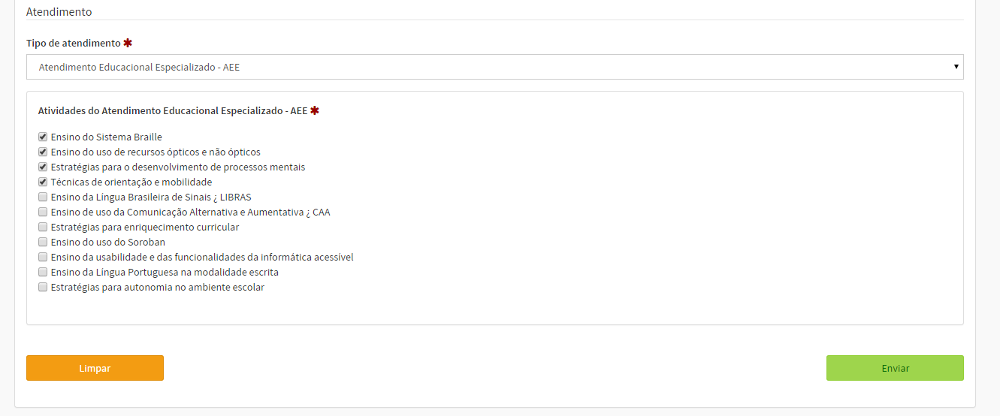 Atendimento
Tipo de atendimento ✱
Atendimento Educacional Especializado - AEE
Atividades do Atendimento Educacional Especializado - AEE ✱
Ensino do Sistema Braille
Ensino do uso de recursos ópticos e não ópticos
Estratégias para o desenvolvimento de processos mentais
Técnicas de orientação e mobilidade
Ensino da Língua Brasileira de Sinais ¿ LIBRAS
Ensino de uso da Comunicação Alternativa e Aumentativa ¿ CAA
Estratégias para enriquecimento curricular
Ensino do uso do Soroban
Ensino da usabilidade e das funcionalidades da informática acessível
Ensino da Língua Portuguesa na modalidade escrita
Estratégias para autonomia no ambiente escolar
Limpar
Enviar